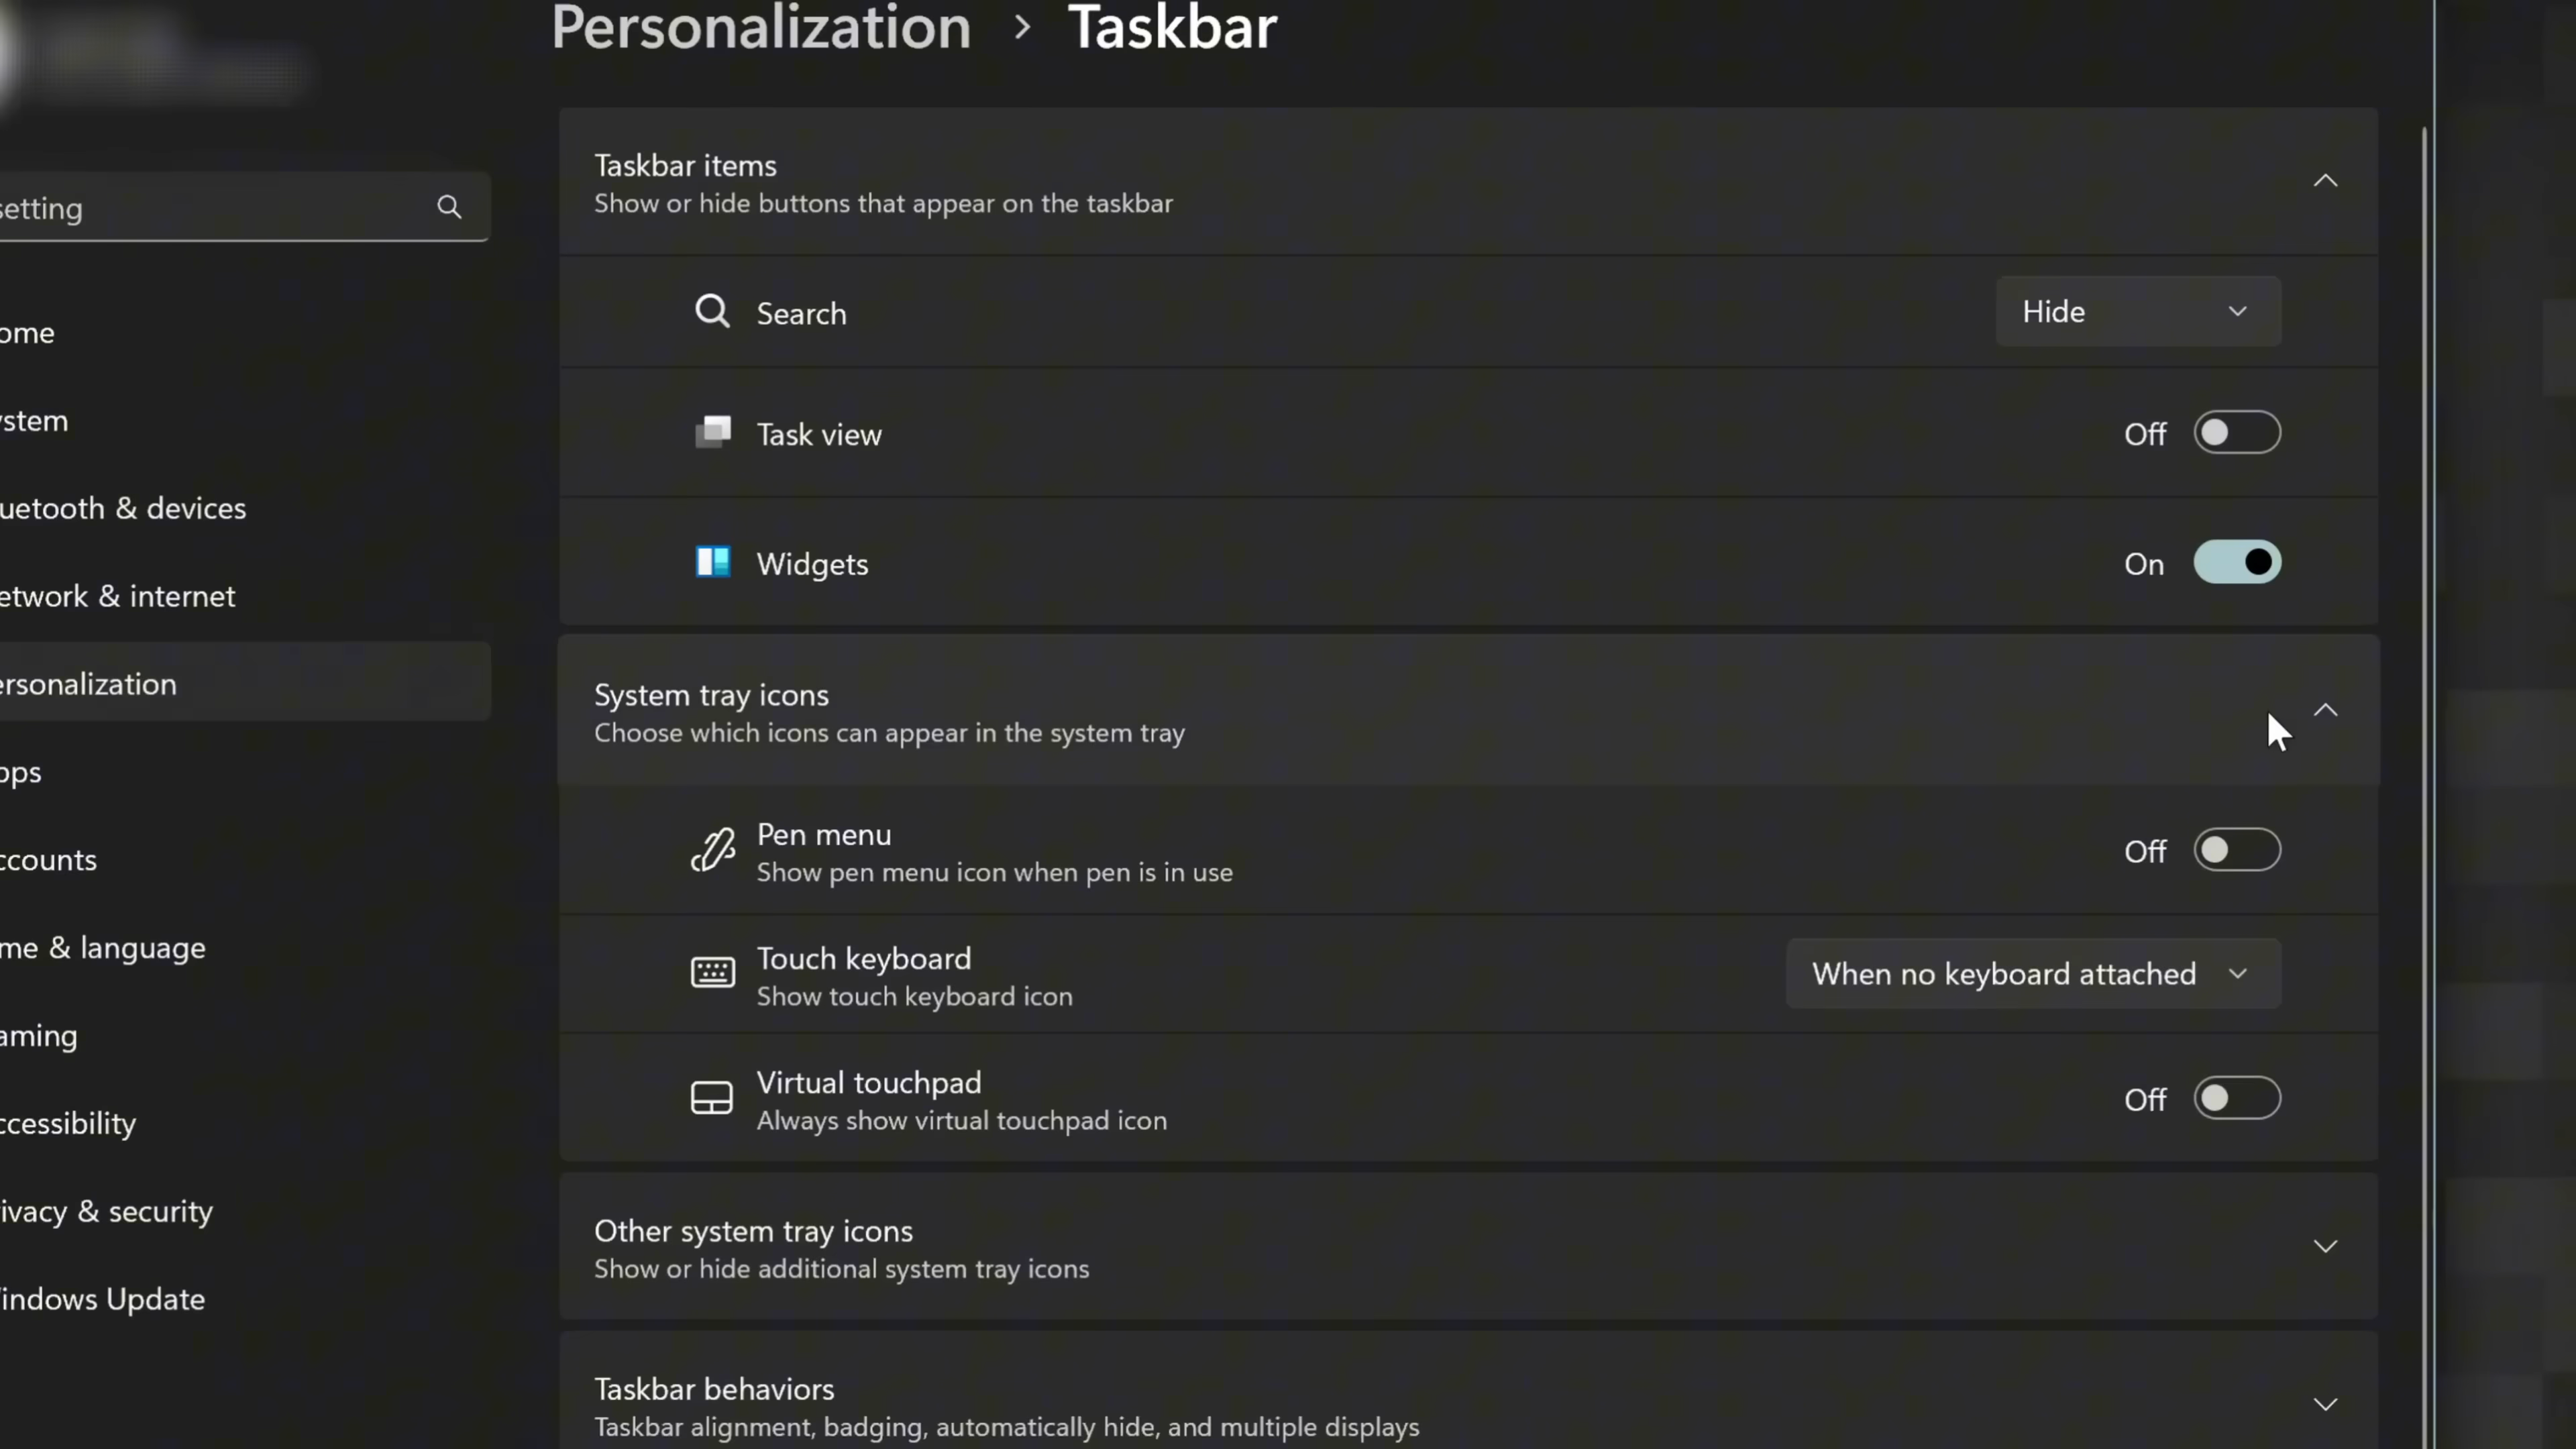 Personalization > Taskbar
setting
ome
ystem
uetooth & devices
etwork & internet
ersonalization
pps
ccounts
me & language
aming
ccessibility
ivacy & security
indows Update
Taskbar items
Show or hide buttons that appear on the taskbar
Search Hide
Task view Off
Widgets On
System tray icons
Choose which icons can appear in the system tray
Pen menu
Show pen menu icon when pen is in use
Off
Touch keyboard
Show touch keyboard icon
When no keyboard attached
Virtual touchpad
Always show virtual touchpad icon
Off
Other system tray icons
Show or hide additional system tray icons
Taskbar behaviors
Taskbar alignment, badging, automatically hide, and multiple displays